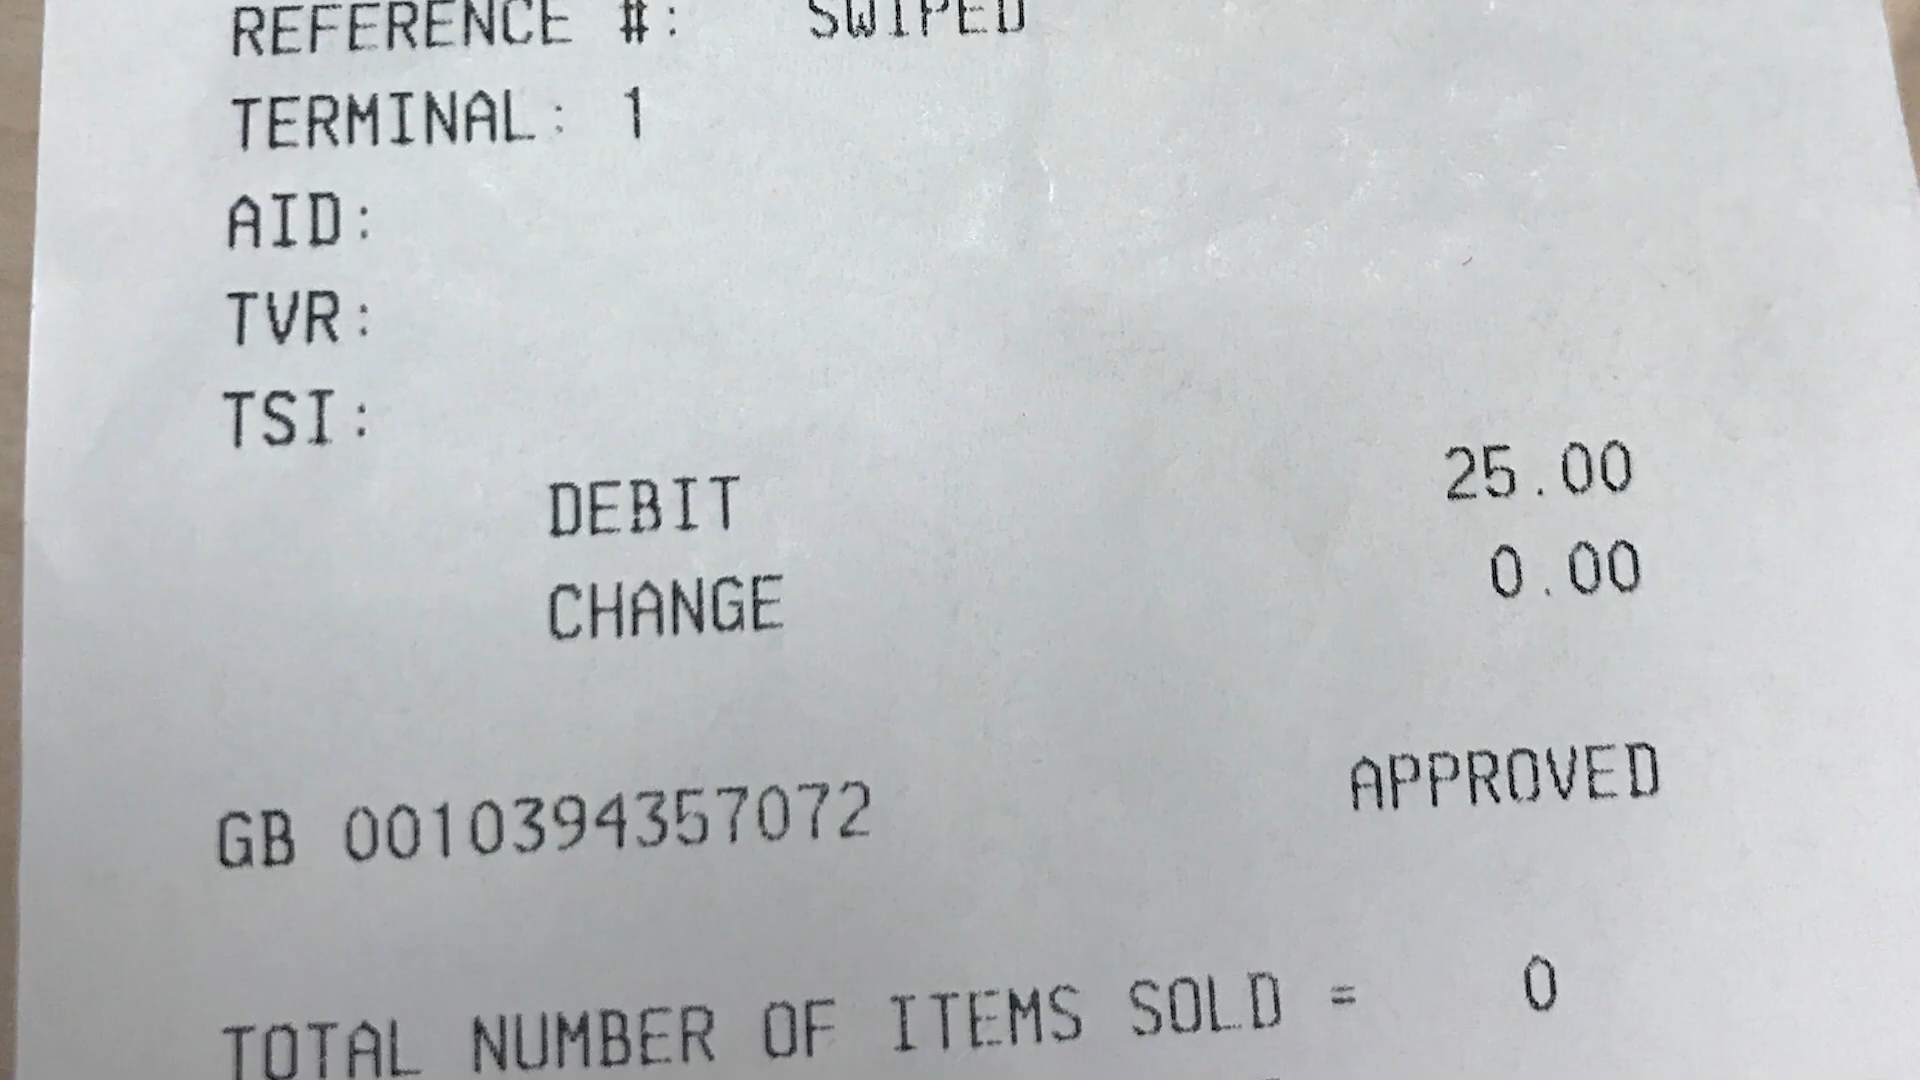 REFERENCE #: SWIPED
TERMINAL: 1
AID:
TVR:
TSI:
DEBIT 25.00
CHANGE 0.00
GB 0010394357072 APPROVED
TOTAL NUMBER OF ITEMS SOLD = 0